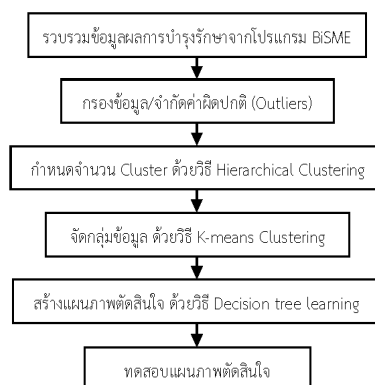 รวบรวมข้อมูลผลการบำรุงรักษาจากโปรแกรม BiSME
กรองข้อมูล/จำกัดค่าผิดปกติ (Outliers)
กำหนดจำนวน Cluster ด้วยวิธี Hierarchical Clustering
จัดกลุ่มข้อมูล ด้วยวิธี K-means Clustering
สร้างแผนภาพตัดสินใจ ด้วยวิธี Decision tree learning
ทดสอบแผนภาพตัดสินใจ